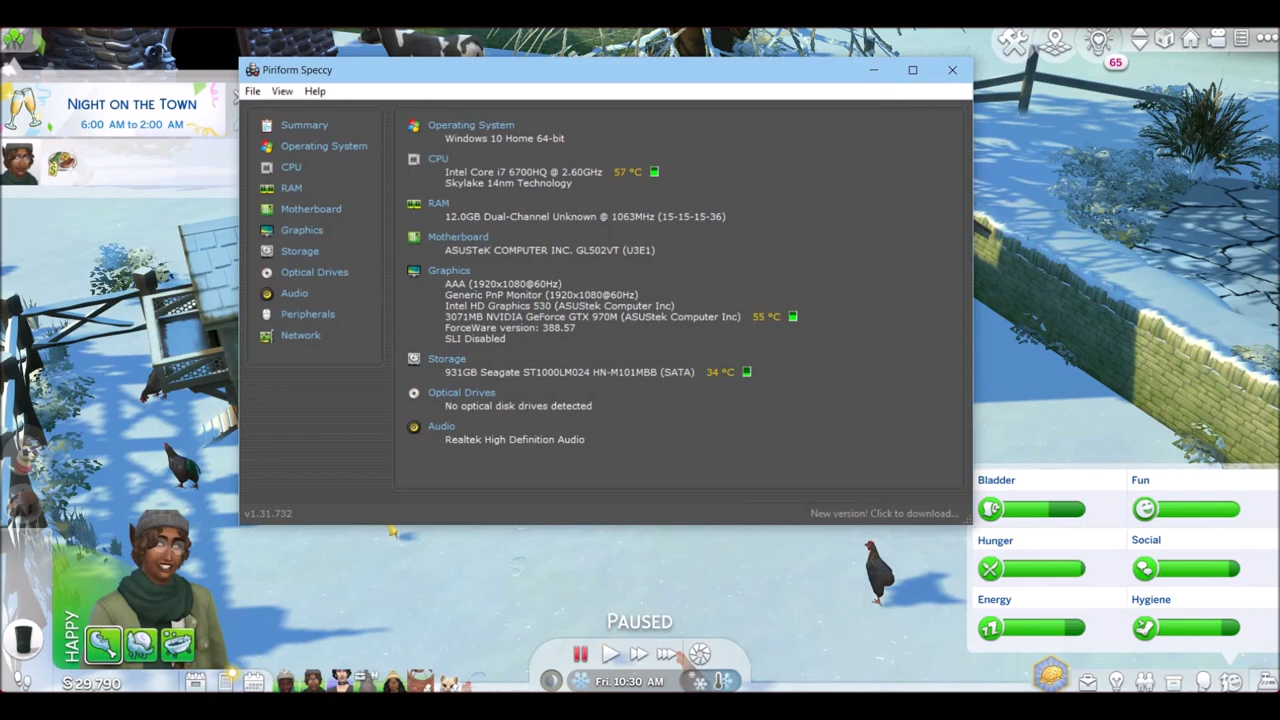 Piriform Speccy
File View Help
65
NIGHT ON THE TOWN
6:00 AM to 2:00 AM
Summary
Operating System
CPU
RAM
Motherboard
Graphics
Storage
Optical Drives
Audio
Peripherals
Network
Operating System
Windows 10 Home 64-bit
CPU
Intel Core i7 6700HQ @ 2.60GHz 57 °C
Skylake 14nm Technology
RAM
12.0GB Dual-Channel Unknown @ 1063MHz (15-15-15-36)
Motherboard
ASUSTeK COMPUTER INC. GL502VT (U3E1)
Graphics
AAA (1920x1080@60Hz)
Generic PnP Monitor (1920x1080@60Hz)
Intel HD Graphics 530 (ASUStek Computer Inc)
3071MB NVIDIA GeForce GTX 970M (ASUStek Computer Inc) 55 °C
ForceWare version: 388.57
SLI Disabled
Storage
931GB Seagate ST1000LM024 HN-M101MBB (SATA) 34 °C
Optical Drives
No optical disk drives detected
Audio
Realtek High Definition Audio
v1.31.732
New version! Click to download...
Bladder Fun
Hunger Social
Energy Hygiene
HAPPY
PAUSED
§29,790
Fri. 10:30 AM